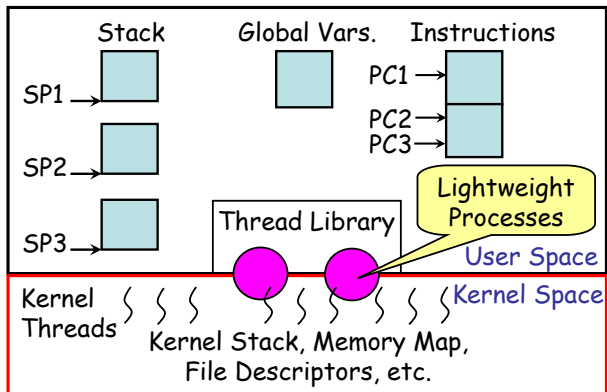 Stack
Global Vars.
Instructions
SP1
PC1
PC2
PC3
SP2
Lightweight
Processes
SP3
Thread Library
User Space
Kernel Space
Kernel
Threads
Kernel Stack, Memory Map,
File Descriptors, etc.